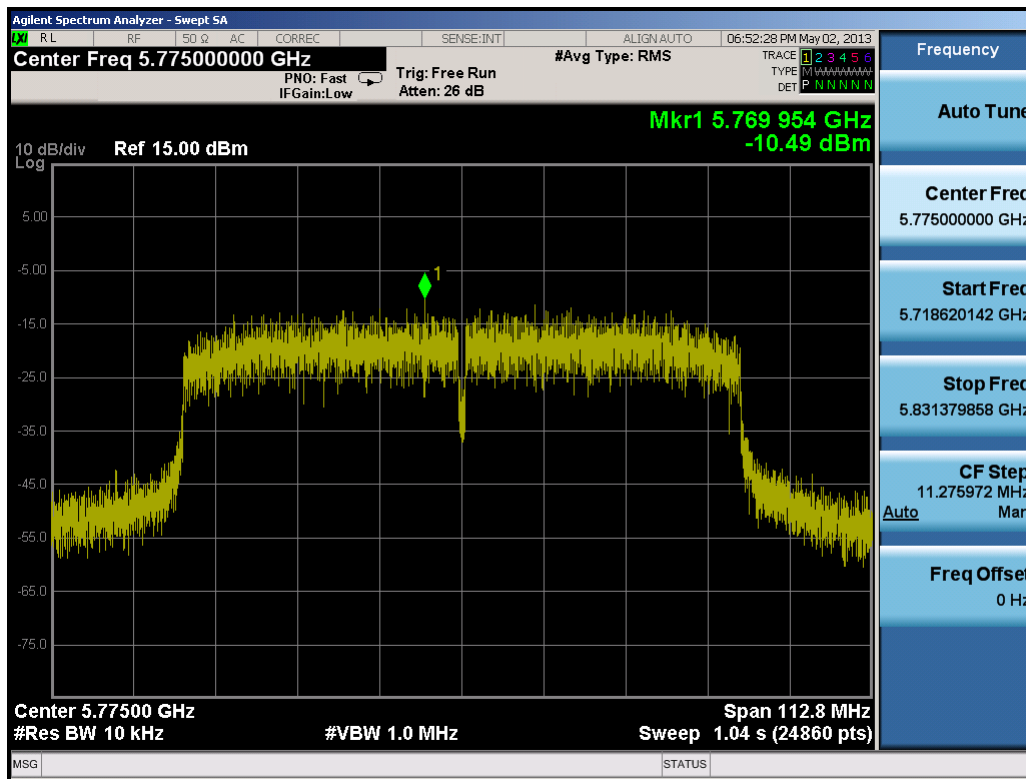 Agilent Spectrum Analyzer - Swept SA
LXI RL RF 50 Ω AC CORREC SENSE:INT ALIGN AUTO 06:52:28 PM May 02, 2013
Center Freq 5.775000000 GHz #Avg Type: RMS TRACE 1 2 3 4 5 6
PNO: Fast Trig: Free Run TYPE M WWWWW
IFGain:Low Atten: 26 dB DET P N N N N N
Mkr1 5.769 954 GHz
-10.49 dBm
10 dB/div Ref 15.00 dBm
Log
1
5.00
-5.00
-15.0
-25.0
-35.0
-45.0
-55.0
-65.0
-75.0
Center 5.77500 GHz Span 112.8 MHz
#Res BW 10 kHz #VBW 1.0 MHz Sweep 1.04 s (24860 pts)
MSG STATUS
Frequency
Auto Tune
Center Freq
5.775000000 GHz
Start Freq
5.718620142 GHz
Stop Freq
5.831379858 GHz
CF Step
11.275972 MHz
Auto Man
Freq Offset
0 Hz